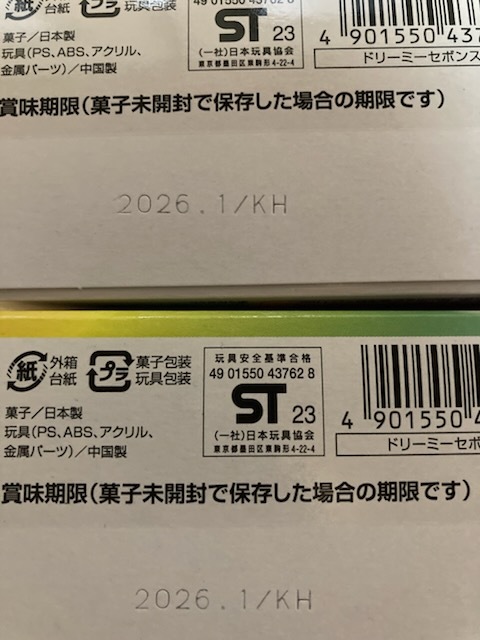 玩具包装
菓子/日本製
玩具(PS、ABS、アクリル、
金属パーツ)/中国製
49 01550 43762 8
ST 23
(一社)日本玩具協会
東京都墨田区東駒形4-22-4
4 901550 437
ドリーミーセボンス
賞味期限(菓子未開封で保存した場合の期限です)
2026.1/KH
紙
外箱
台紙
プラ
菓子包装
玩具包装
菓子/日本製
玩具(PS、ABS、アクリル、
金属パーツ)/中国製
玩具安全基準合格
49 01550 43762 8
ST 23
(一社)日本玩具協会
東京都墨田区東駒形4-22-4
4 901550 4
ドリーミーセボ
賞味期限(菓子未開封で保存した場合の期限です)
2026.1/KH